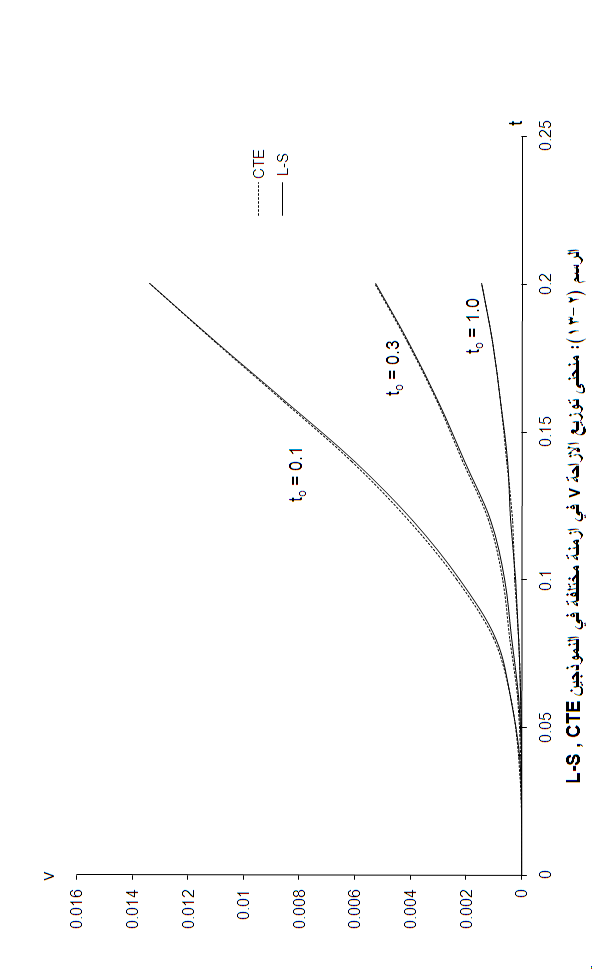 v
0.016
0.014
0.012
0.01
0.008
0.006
0.004
0.002
0
CTE
L-S
t₀ = 0.1
t₀ = 0.3
t₀ = 1.0
0
0.05
0.1
0.15
0.2
0.25
t
الرسم (٢-١٣): منحنى توزيع الازاحة v في ازمنة مختلفة في النموذجين L-S , CTE